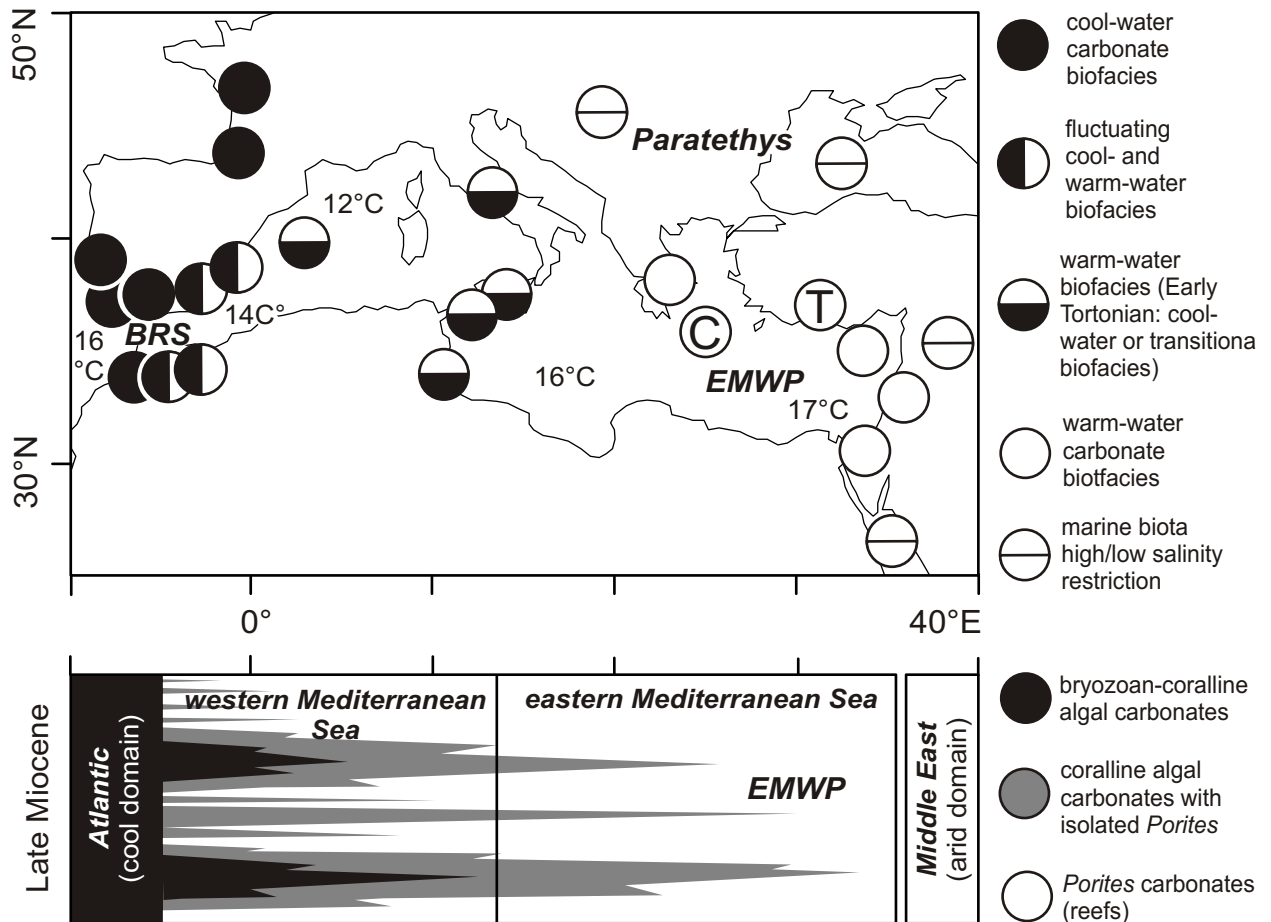 50°N
30°N
0°
40°E
Paratethys
12°C
14C°
16
°C
BRS
16°C
C
T
EMWP
17°C
cool-water
carbonate
biofacies
fluctuating
cool- and
warm-water
biofacies
warm-water
biofacies (Early
Tortonian: cool-
water or transitiona
biofacies)
warm-water
carbonate
biotfacies
marine biota
high/low salinity
restriction
Late Miocene
Atlantic
(cool domain)
western Mediterranean
Sea
eastern Mediterranean Sea
EMWP
Middle East
(arid domain)
bryozoan-coralline
algal carbonates
coralline algal
carbonates with
isolated Porites
Porites carbonates
(reefs)